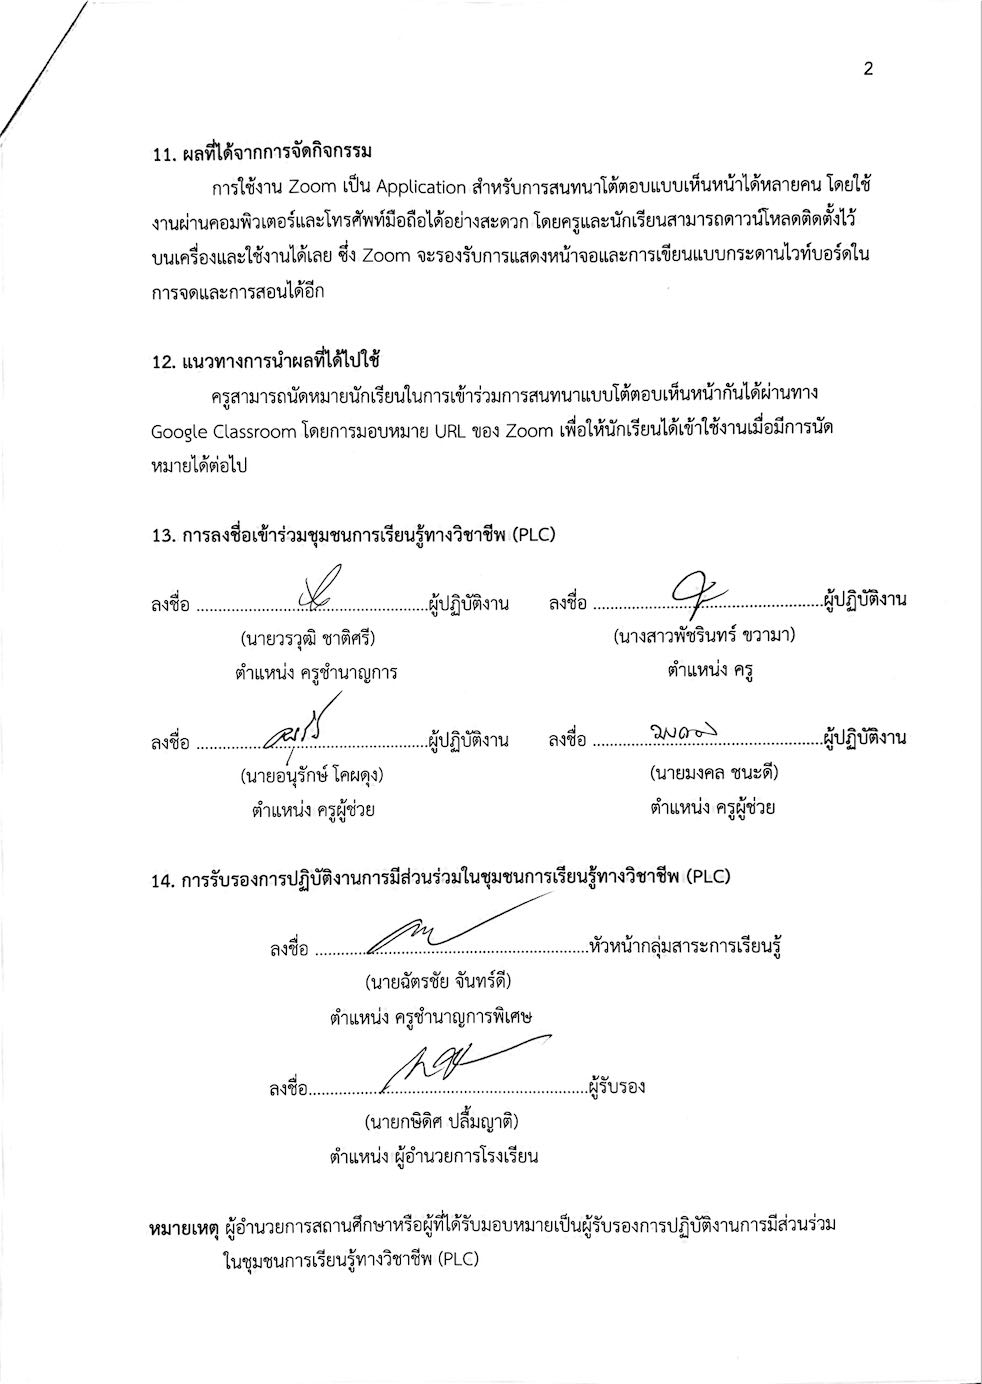 2
11. ผลที่ได้จากการจัดกิจกรรม
การใช้งาน Zoom เป็น Application สำหรับการสนทนาโต้ตอบแบบเห็นหน้าได้หลายคน โดยใช้
งานผ่านคอมพิวเตอร์และโทรศัพท์มือถือได้อย่างสะดวก โดยครูและนักเรียนสามารถดาวน์โหลดติดตั้งไว้
บนเครื่องและใช้งานได้เลย ซึ่ง Zoom จะรองรับการแสดงหน้าจอและการเขียนแบบกระดานไวท์บอร์ดใน
การจดและการสอนได้อีก
12. แนวทางการนำผลที่ได้ไปใช้
ครูสามารถนัดหมายนักเรียนในการเข้าร่วมการสนทนาแบบโต้ตอบเห็นหน้ากันได้ผ่านทาง
Google Classroom โดยการมอบหมาย URL ของ Zoom เพื่อให้นักเรียนได้เข้าใช้งานเมื่อมีการนัด
หมายได้ต่อไป
13. การลงชื่อเข้าร่วมชุมชนการเรียนรู้ทางวิชาชีพ (PLC)
ลงชื่อ ..............................................ผู้ปฏิบัติงาน ลงชื่อ ..............................................ผู้ปฏิบัติงาน
(นายวรวุฒิ ชาติศรี) (นางสาวพัชรินทร์ ขวามา)
ตำแหน่ง ครูชำนาญการ ตำแหน่ง ครู
ลงชื่อ ..............................................ผู้ปฏิบัติงาน ลงชื่อ มงคล ..............................................ผู้ปฏิบัติงาน
(นายอนุรักษ์ โคผดุง) (นายมงคล ชนะดี)
ตำแหน่ง ครูผู้ช่วย ตำแหน่ง ครูผู้ช่วย
14. การรับรองการปฏิบัติงานการมีส่วนร่วมในชุมชนการเรียนรู้ทางวิชาชีพ (PLC)
ลงชื่อ ......................................................หัวหน้ากลุ่มสาระการเรียนรู้
(นายฉัตรชัย จันทร์ดี)
ตำแหน่ง ครูชำนาญการพิเศษ
ลงชื่อ........................................................ผู้รับรอง
(นายกษิดิศ ปลื้มญาติ)
ตำแหน่ง ผู้อำนวยการโรงเรียน
หมายเหตุ ผู้อำนวยการสถานศึกษาหรือผู้ที่ได้รับมอบหมายเป็นผู้รับรองการปฏิบัติงานการมีส่วนร่วม
ในชุมชนการเรียนรู้ทางวิชาชีพ (PLC)